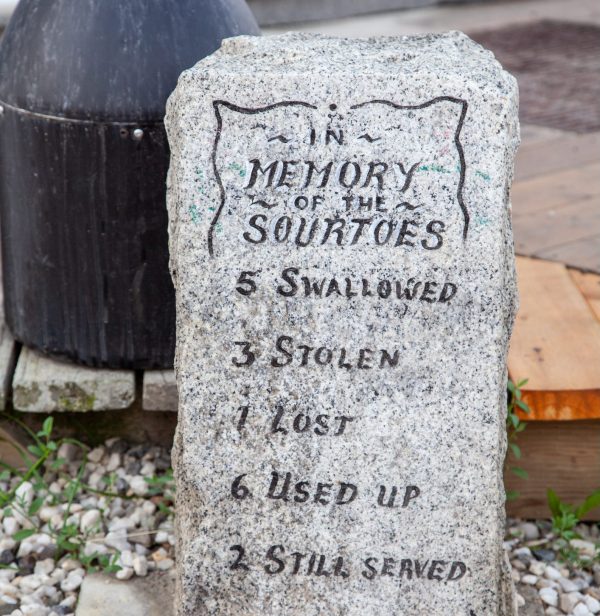 ~ IN ~
MEMORY
~ OF THE ~
SOURTOES
5 SWALLOWED
3 STOLEN
1 LOST
6 USED UP
2 STILL SERVED